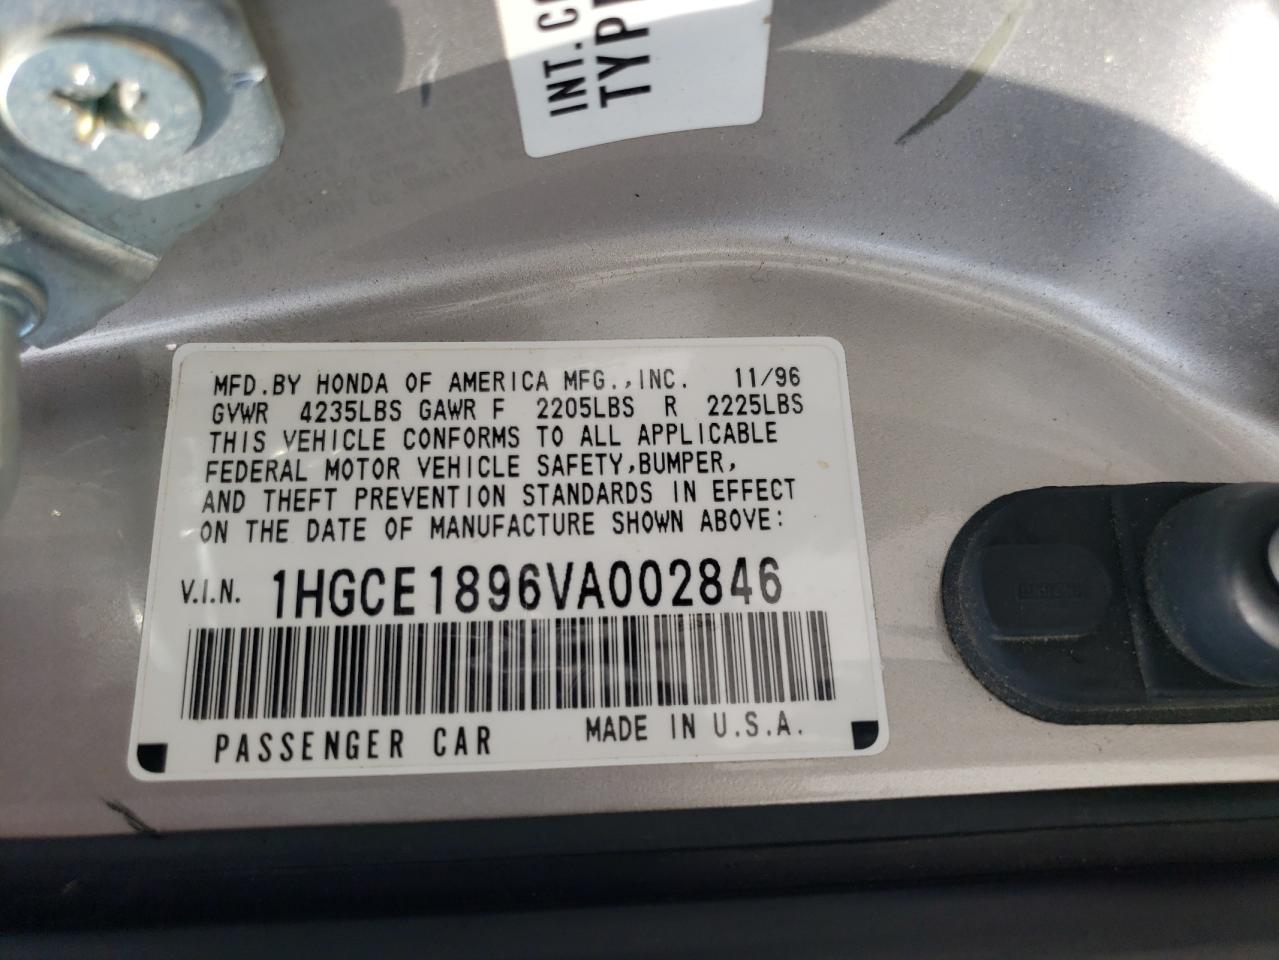 INT.C
TYP
MFD.BY HONDA OF AMERICA MFG.,INC. 11/96
GVWR 4235LBS GAWR F 2205LBS R 2225LBS
THIS VEHICLE CONFORMS TO ALL APPLICABLE
FEDERAL MOTOR VEHICLE SAFETY,BUMPER,
AND THEFT PREVENTION STANDARDS IN EFFECT
ON THE DATE OF MANUFACTURE SHOWN ABOVE:
V.I.N. 1HGCE1896VA002846
PASSENGER CAR MADE IN U.S.A.